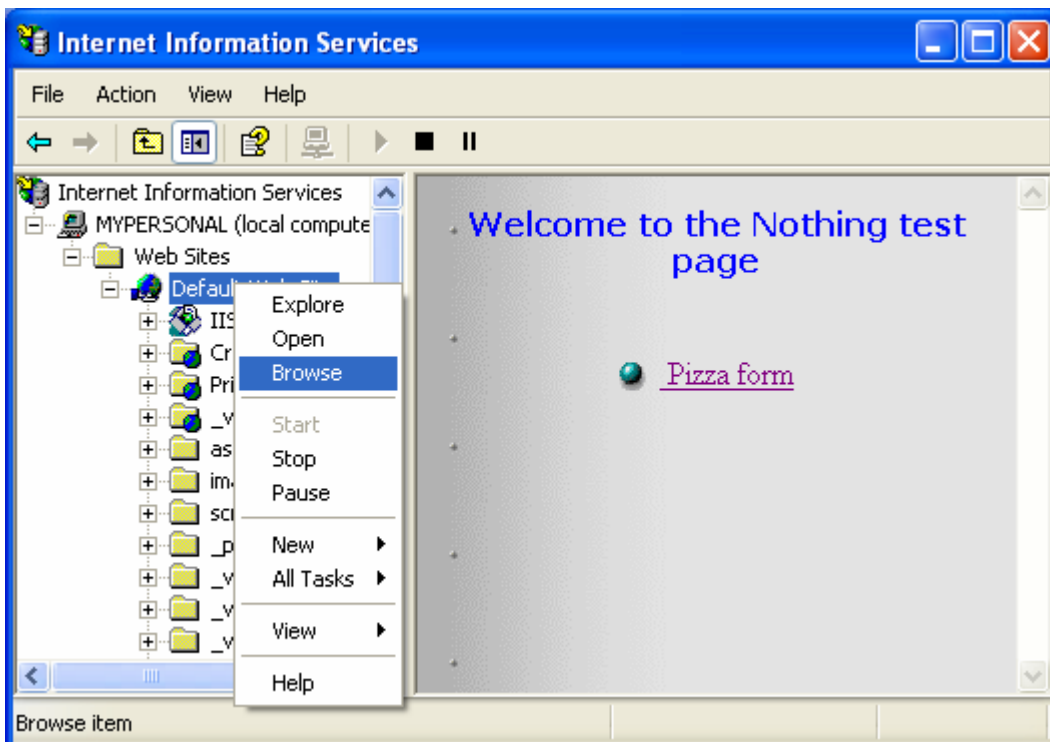 Internet Information Services
File Action View Help
Internet Information Services
MYPERSONAL (local compute
Web Sites
Explore
Open
Browse
Start
Stop
Pause
New
All Tasks
View
Help
Welcome to the Nothing test
page
Pizza form
Browse item